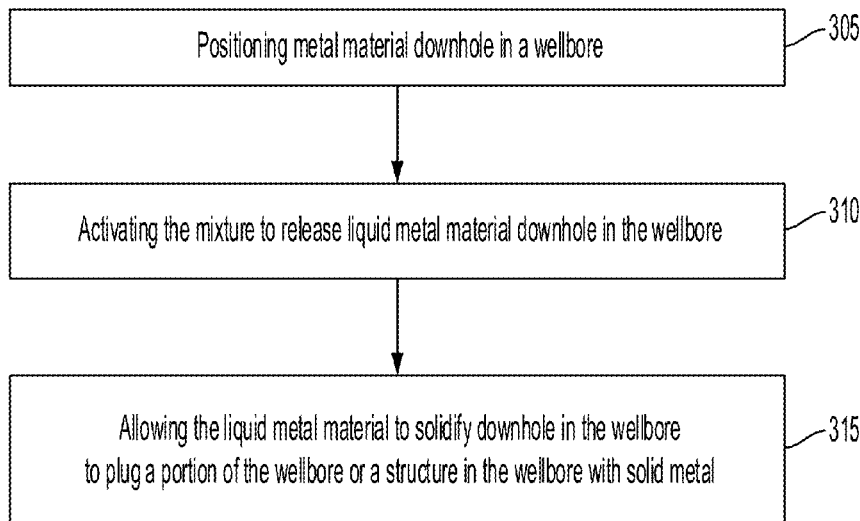 Positioning metal material downhole in a wellbore
305
Activating the mixture to release liquid metal material downhole in the wellbore
310
Allowing the liquid metal material to solidify downhole in the wellbore
to plug a portion of the wellbore or a structure in the wellbore with solid metal
315